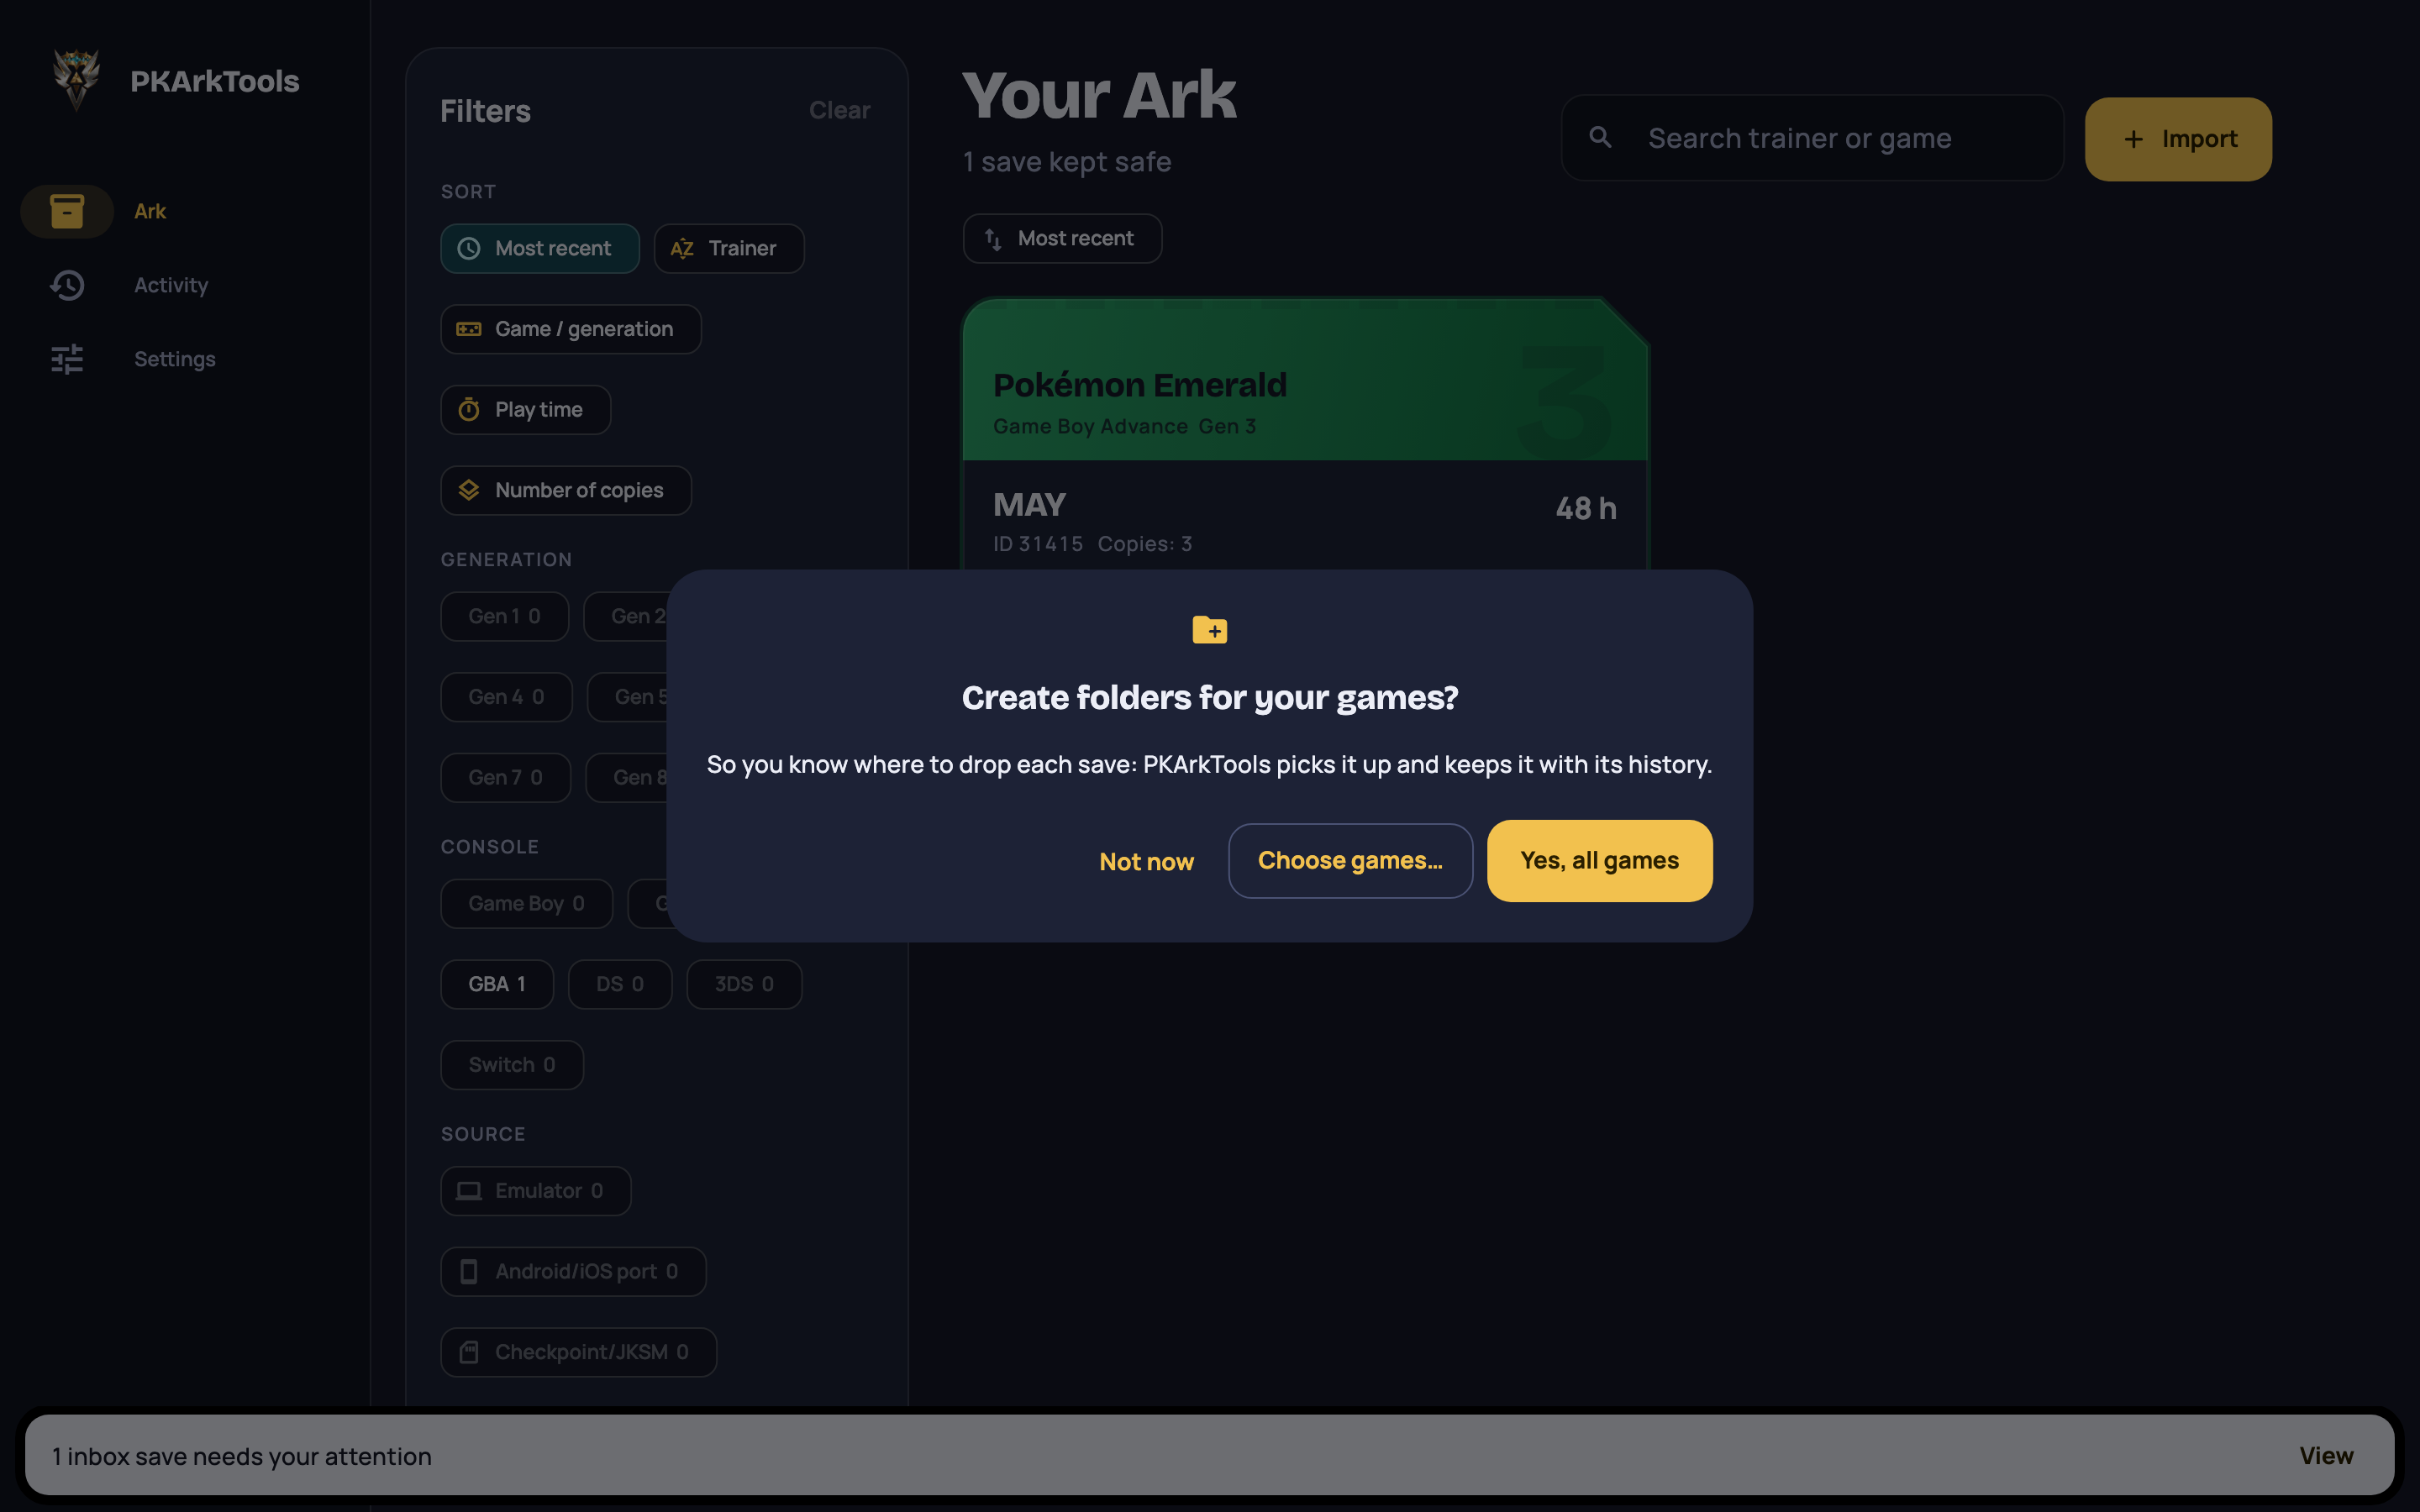 PKArkTools
Ark
Activity
Settings
Filters
Clear
SORT
Most recent
AZ Trainer
Game / generation
Play time
Number of copies
GENERATION
Gen 1 0
Gen 2
Gen 4 0
Gen 5
Gen 7 0
Gen 8
CONSOLE
Game Boy 0
GBA 1
DS 0
3DS 0
Switch 0
SOURCE
Emulator 0
Android/iOS port 0
Checkpoint/JKSM 0
Your Ark
1 save kept safe
Search trainer or game
+ Import
Most recent
Pokémon Emerald
Game Boy Advance Gen 3
3
MAY
48 h
ID 31415 Copies: 3
Create folders for your games?
So you know where to drop each save: PKArkTools picks it up and keeps it with its history.
Not now
Choose games…
Yes, all games
1 inbox save needs your attention
View